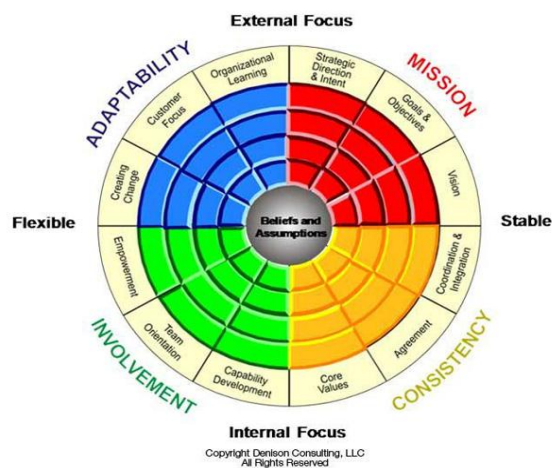 External Focus
ADAPTABILITY
MISSION
Organizational
Learning
Strategic
Direction
& Intent
Customer
Focus
Goals &
Objectives
Creating
Change
Vision
Flexible
Beliefs and
Assumptions
Stable
Empowerment
Coordination &
Integration
Team
Orientation
Agreement
Capability
Development
Core
Values
INVOLVEMENT
CONSISTENCY
Internal Focus
Copyright Denison Consulting, LLC
All Rights Reserved